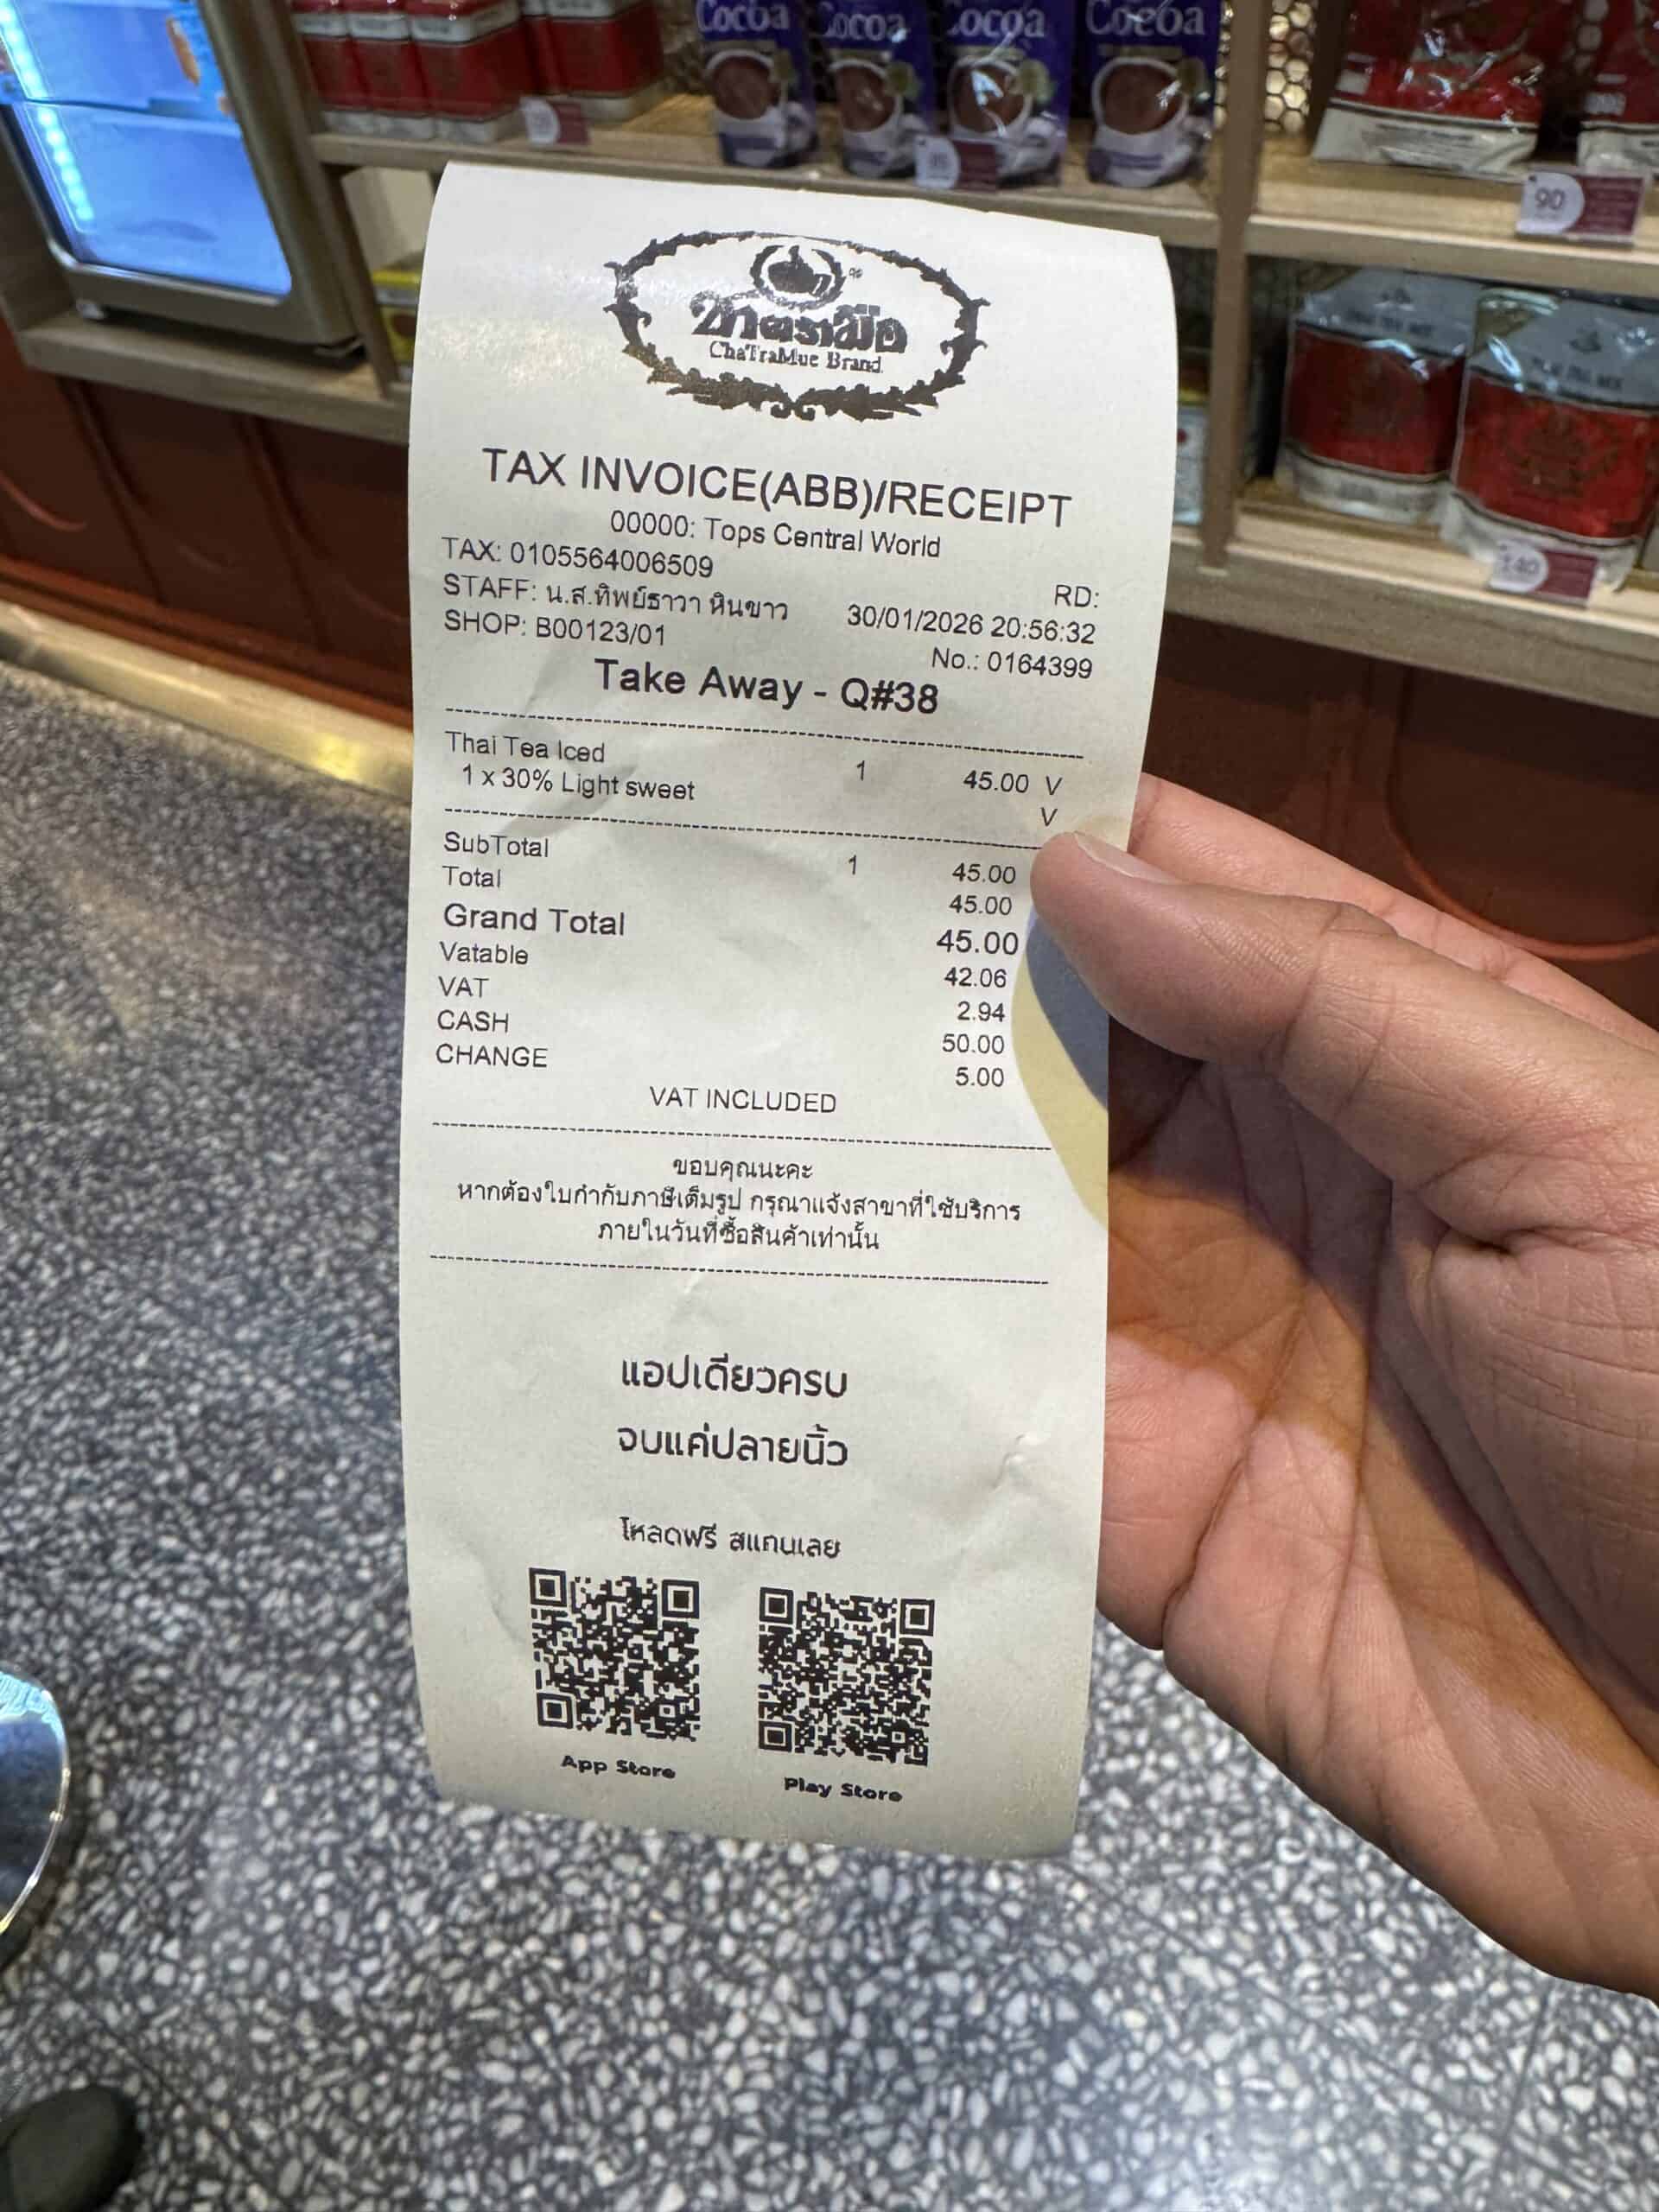 Cocoa
Cocoa
Cocoa
Cocoa
90
ชาตรามือ
ChaTraMue Brand
TAX INVOICE(ABB)/RECEIPT
00000: Tops Central World
TAX: 0105564006509
RD:
STAFF: น.ส.ทิพย์ธาวา หินขาว 30/01/2026 20:56:32
SHOP: B00123/01 No.: 0164399
Take Away - Q#38
Thai Tea Iced 1 45.00 V
1 x 30% Light sweet V
SubTotal 1 45.00
Total 45.00
Grand Total 45.00
Vatable 42.06
VAT 2.94
CASH 50.00
CHANGE 5.00
VAT INCLUDED
ขอบคุณนะคะ
หากต้องใบกำกับภาษีเต็มรูป กรุณาแจ้งสาขาที่ใช้บริการ
ภายในวันที่ซื้อสินค้าเท่านั้น
แอปเดียวครบ
จบแค่ปลายนิ้ว
โหลดฟรี สแกนเลย
App Store Play Store